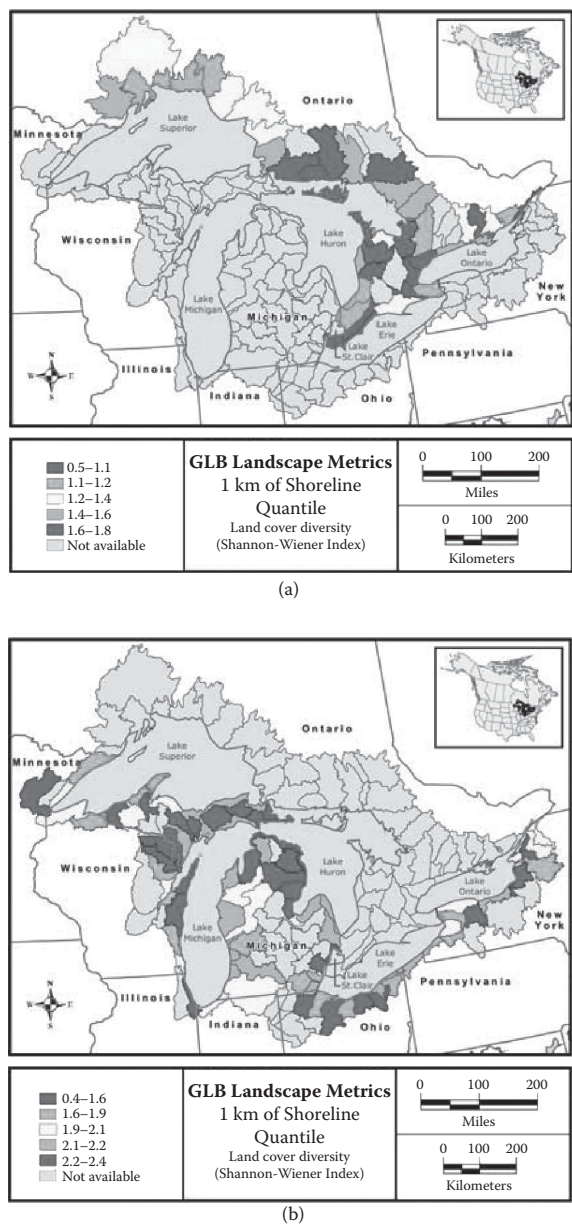 Ontario
Minnesota
Lake
Superior
Wisconsin
Lake
Huron
Lake
Ontario
New
York
Lake
Michigan
Michigan
Lake
Erie
Lake
St.Clair
Pennsylvania
Illinois
Indiana
Ohio
N
W
E
S
0.5–1.1
1.1–1.2
1.2–1.4
1.4–1.6
1.6–1.8
Not available
GLB Landscape Metrics
1 km of Shoreline
Quantile
Land cover diversity
(Shannon-Wiener Index)
0 100 200
Miles
0 100 200
Kilometers
(a)
Ontario
Minnesota
Lake
Superior
Wisconsin
Lake
Huron
Lake
Ontario
New
York
Lake
Michigan
Michigan
Lake
Erie
Lake
St.Clair
Pennsylvania
Illinois
Indiana
Ohio
N
W
E
S
0.4–1.6
1.6–1.9
1.9–2.1
2.1–2.2
2.2–2.4
Not available
GLB Landscape Metrics
1 km of Shoreline
Quantile
Land cover diversity
(Shannon-Wiener Index)
0 100 200
Miles
0 100 200
Kilometers
(b)